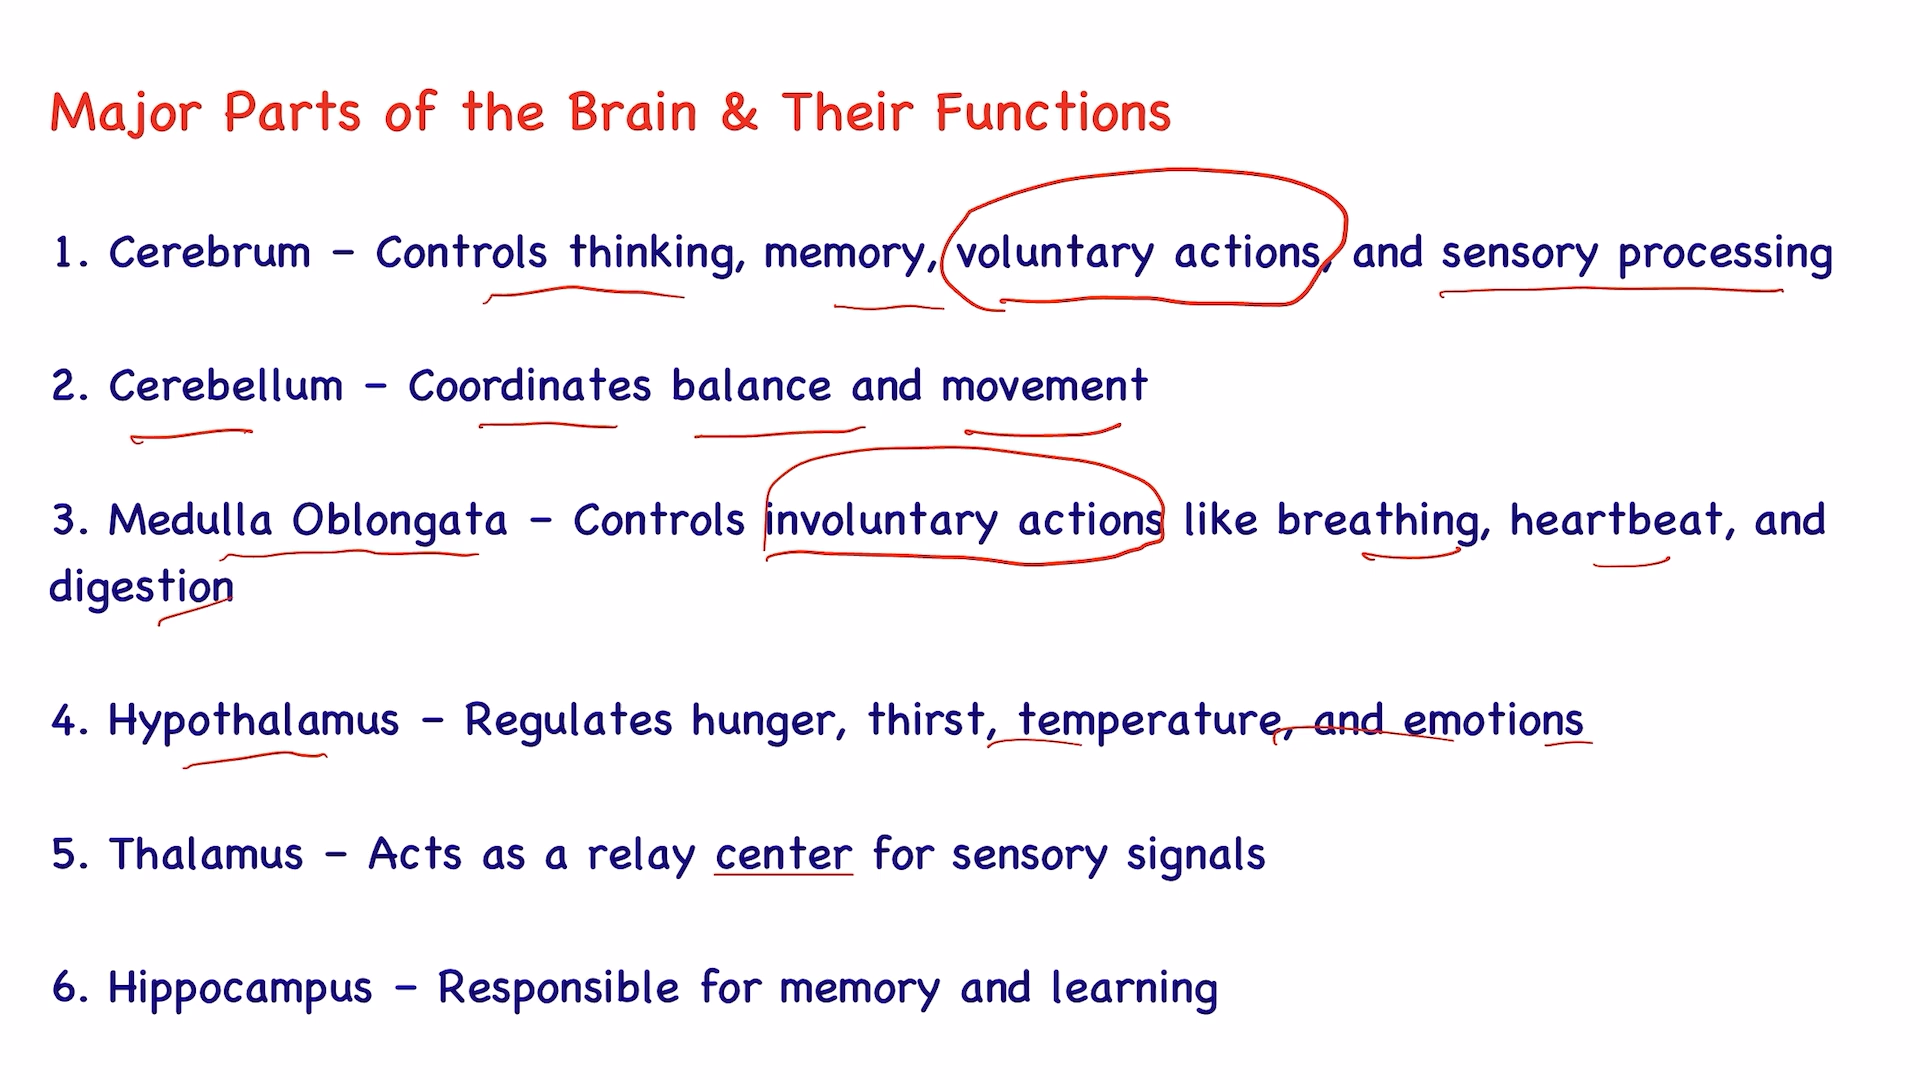 Major Parts of the Brain & Their Functions
1. Cerebrum – Controls thinking, memory, voluntary actions, and sensory processing
2. Cerebellum – Coordinates balance and movement
3. Medulla Oblongata – Controls involuntary actions like breathing, heartbeat, and
digestion
4. Hypothalamus – Regulates hunger, thirst, temperature, and emotions
5. Thalamus – Acts as a relay center for sensory signals
6. Hippocampus – Responsible for memory and learning